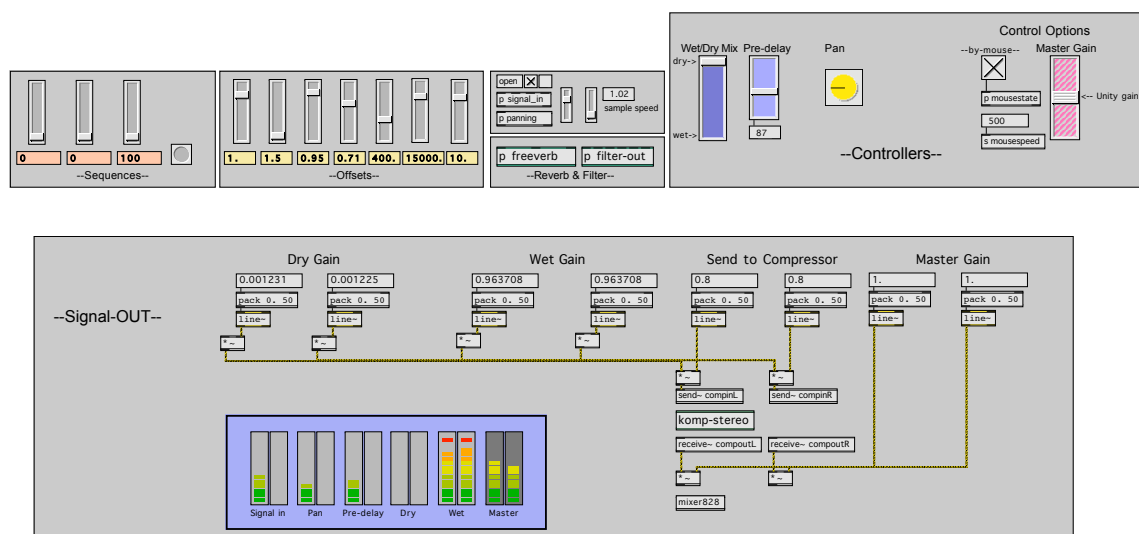 Control Options
Wet/Dry Mix Pre-delay Pan --by-mouse-- Master Gain
dry->
open
p signal_in
1.02
sample speed
p mousestate
<-- Unity gain
p panning
500
wet->
87
s mousespeed
0 0 100
1. 1.5 0.95 0.71 400. 15000. 10.
p freeverb p filter-out
--Controllers--
--Sequences-- --Offsets-- --Reverb & Filter--
Dry Gain Wet Gain Send to Compressor Master Gain
0.001231 0.001225 0.963708 0.963708 0.8 0.8 1. 1.
pack 0. 50 pack 0. 50 pack 0. 50 pack 0. 50 pack 0. 50 pack 0. 50 pack 0. 50 pack 0. 50
--Signal-OUT--
line~ line~ line~ line~ line~ line~ line~ line~
*~ *~ *~ *~
*~ *~
send~ compinL send~ compinR
komp-stereo
receive~ compoutL receive~ compoutR
*~ *~
mixer828
Signal in Pan Pre-delay Dry Wet Master